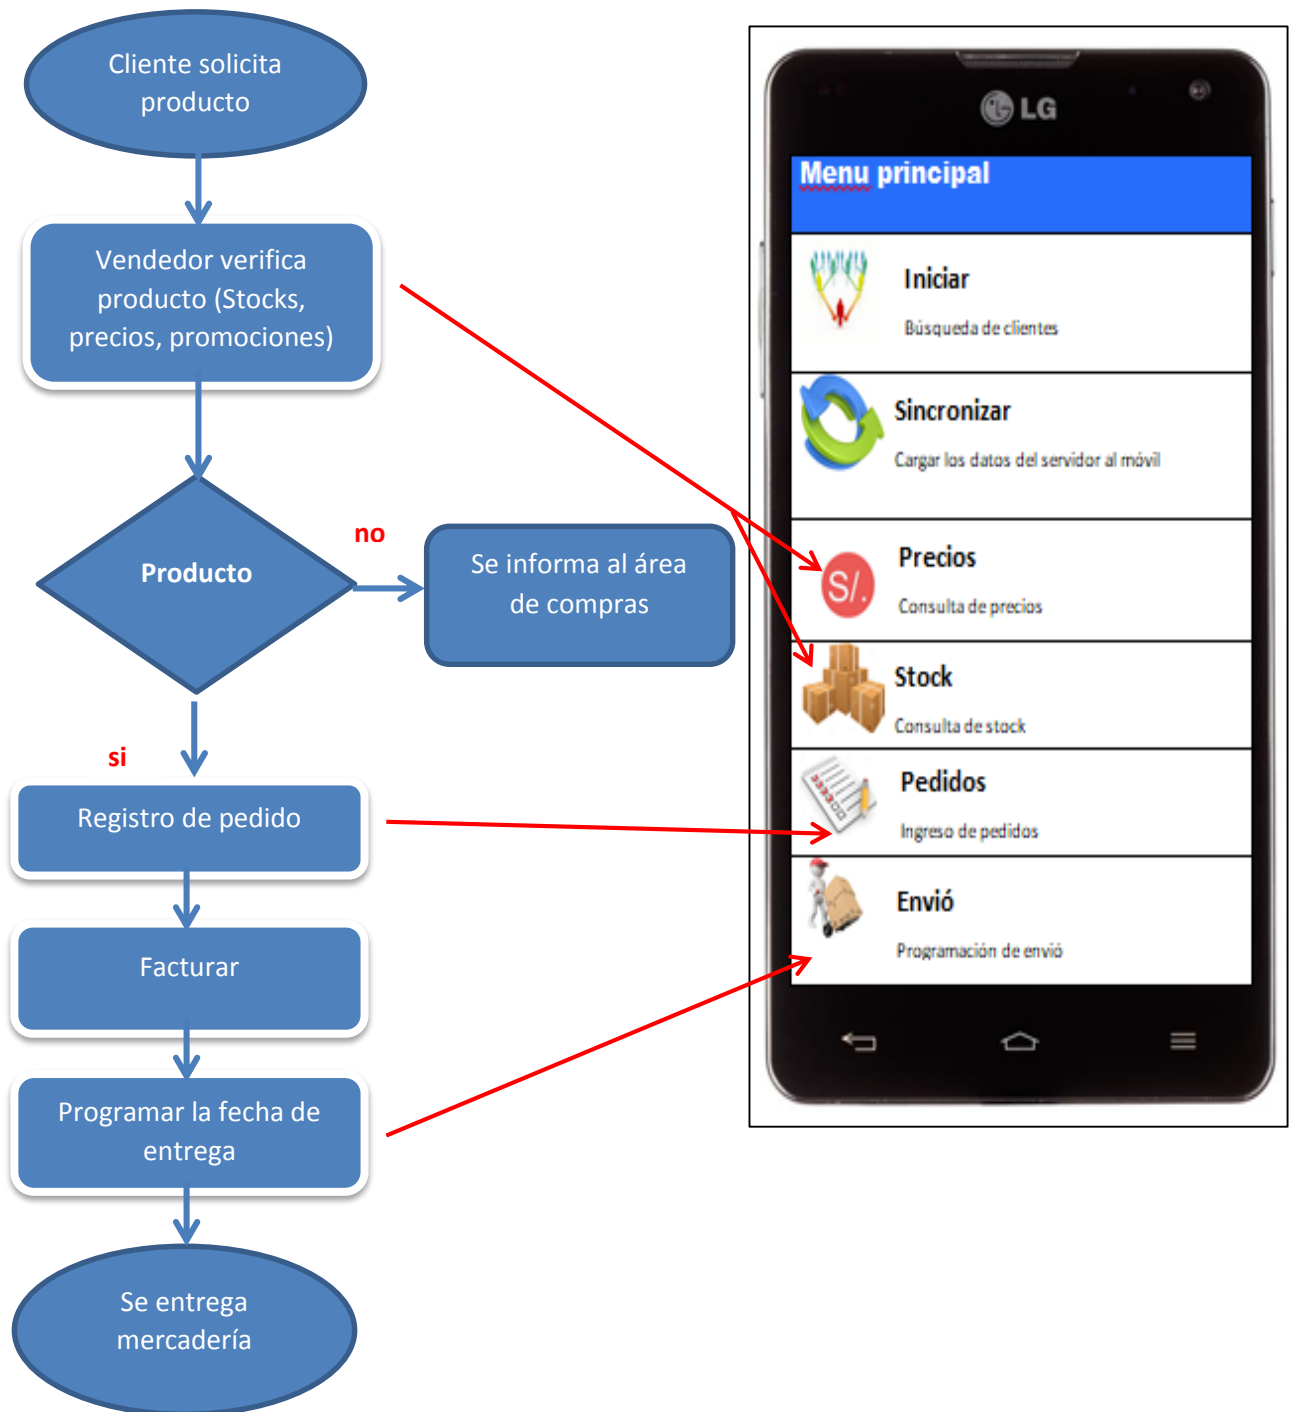 Cliente solicita
producto
Vendedor verifica
producto (Stocks,
precios, promociones)
Producto
no
Se informa al área
de compras
si
Registro de pedido
Facturar
Programar la fecha de
entrega
Se entrega
mercadería
LG
Menu principal
Iniciar
Búsqueda de clientes
Sincronizar
Cargar los datos del servidor al móvil
S/.
Precios
Consulta de precios
Stock
Consulta de stock
Pedidos
Ingreso de pedidos
Envió
Programación de envió